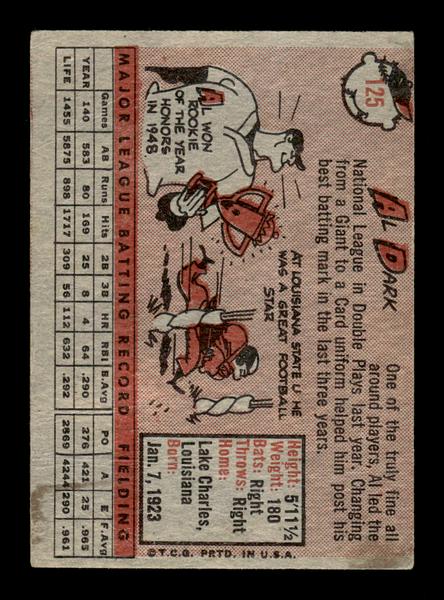 125
AL DARK
One of the truly fine all
around players, Al led the
National League in Double Plays last year. Changing
from a Giant to a Card uniform helped him post his
best batting mark in the last three years.
AL WON
ROOKIE
OF THE YEAR
HONORS
IN 1948
AT LOUISIANA STATE U HE
WAS A GREAT FOOTBALL
STAR
Height: 5/11½
Weight: 180
Bats: Right
Throws: Right
Home:
Lake Charles,
Louisiana
Born:
Jan. 7, 1923
©T.C.G. PRTD. IN U.S.A.
MAJOR LEAGUE BATTING RECORD FIELDING
Games AB Runs Hits 2B 3B HR RBI B.Avg PO A E F.Avg
YEAR 140 583 80 169 25 8 4 64 .290 276 421 25 .965
LIFE 1455 5875 898 1717 309 56 112 632 .292 2869 4244 290 .961